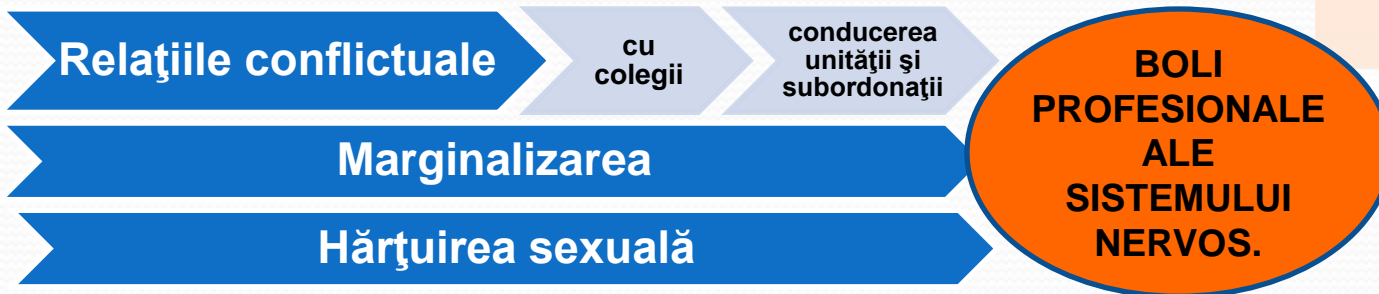 Relaţiile conflictuale
cu
colegii
conducerea
unităţii şi
subordonaţii
Marginalizarea
Hărţuirea sexuală
BOLI
PROFESIONALE
ALE
SISTEMULUI
NERVOS.